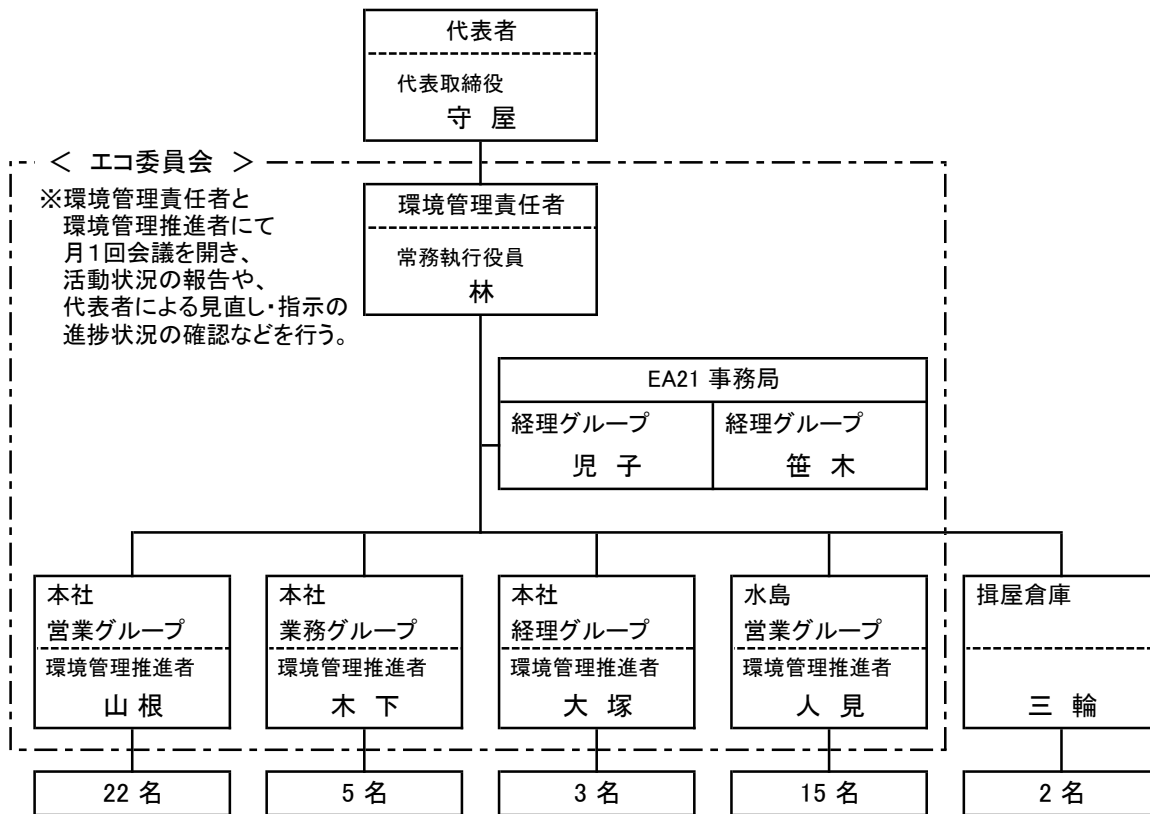 代表者
代表取締役
守 屋
＜ エコ委員会 ＞
※環境管理責任者と
環境管理推進者にて
月１回会議を開き、
活動状況の報告や、
代表者による見直し・指示の
進捗状況の確認などを行う。
環境管理責任者
常務執行役員
林
EA21 事務局
経理グループ
児 子
経理グループ
笹 木
本社
営業グループ
環境管理推進者
山 根
本社
業務グループ
環境管理推進者
木 下
本社
経理グループ
環境管理推進者
大 塚
水島
営業グループ
環境管理推進者
人 見
揖屋倉庫
三 輪
22 名
5 名
3 名
15 名
2 名